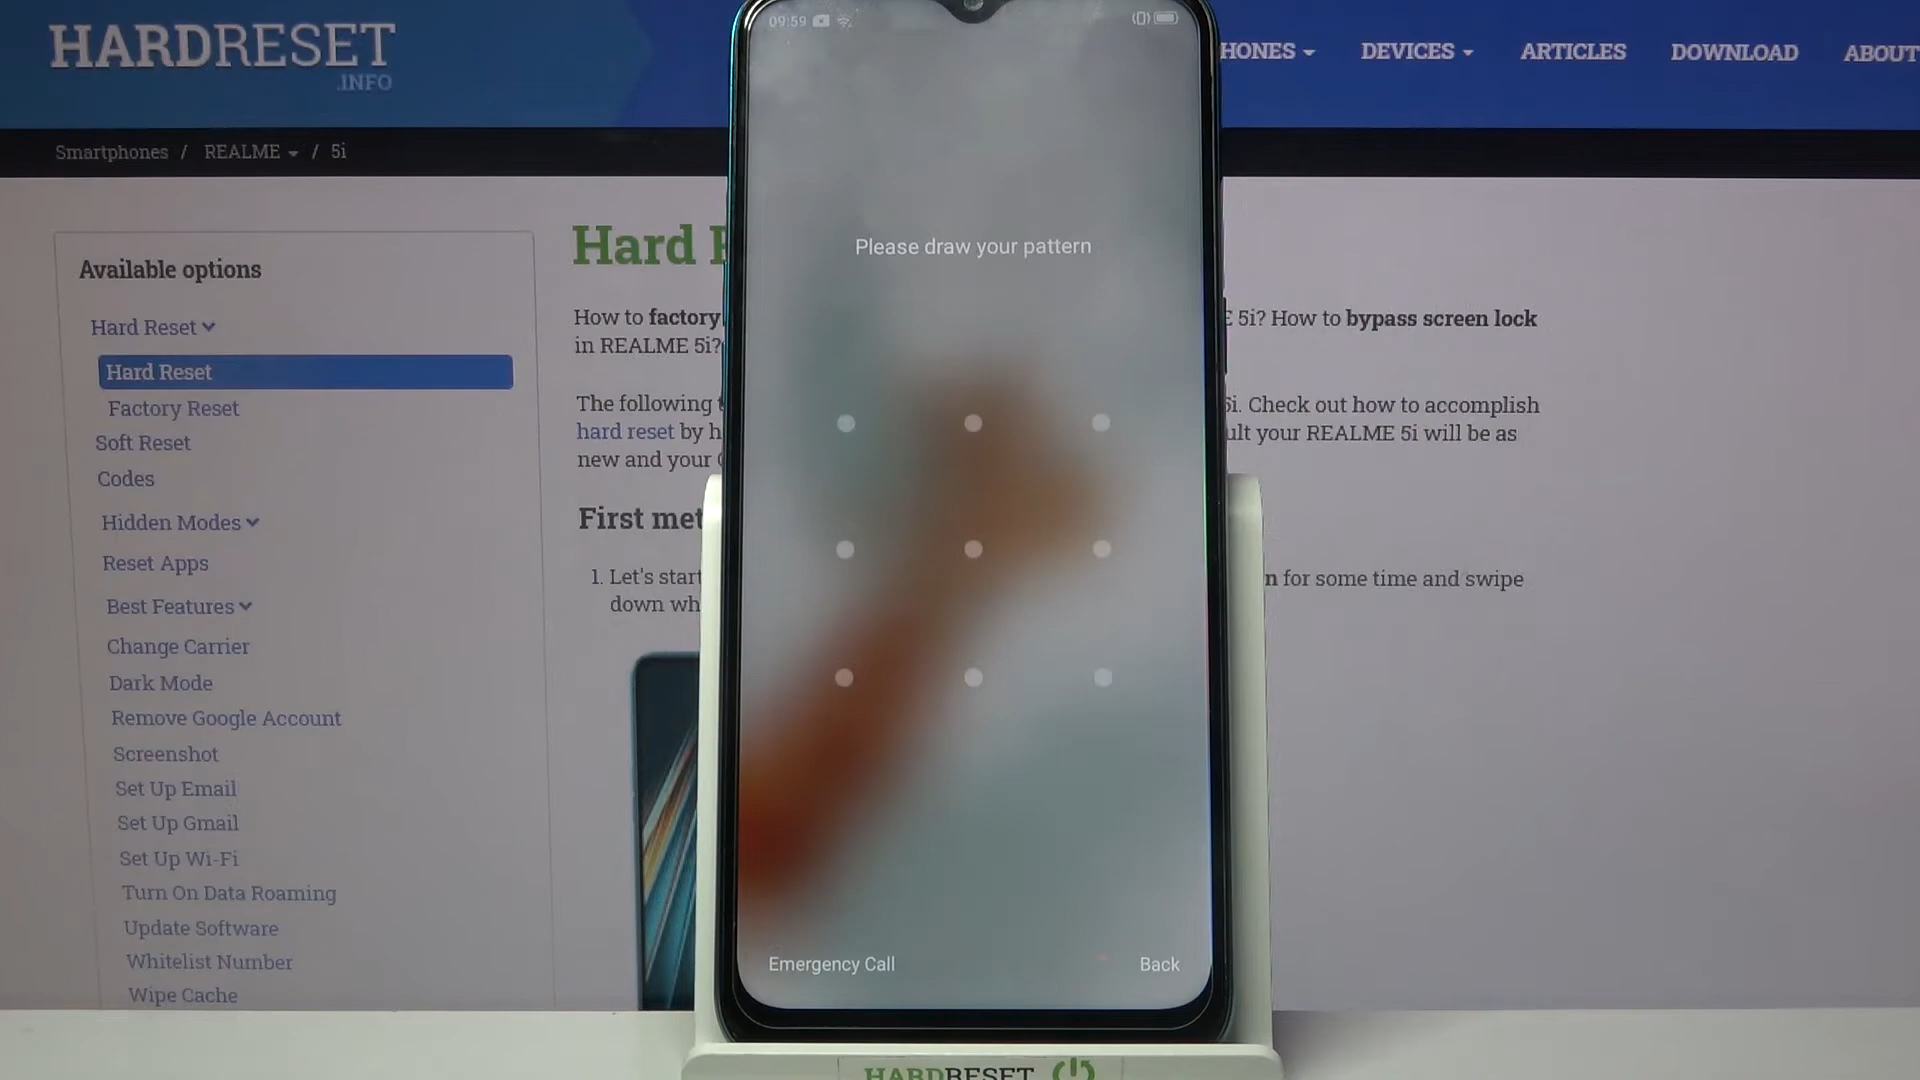 HARDRESET
.INFO
HONES
DEVICES
ARTICLES
DOWNLOAD
ABOUT
Smartphones / REALME / 5i
Available options
Hard Reset
Hard Reset
Factory Reset
Soft Reset
Codes
Hidden Modes
Reset Apps
Best Features
Change Carrier
Dark Mode
Remove Google Account
Screenshot
Set Up Email
Set Up Gmail
Set Up Wi-Fi
Turn On Data Roaming
Update Software
Whitelist Number
Wipe Cache
Hard
How to factory
5i? How to bypass screen lock
in REALME 5i?
The following
5i. Check out how to accomplish
hard reset by h
ult your REALME 5i will be as
new and your
First met
1. Let's start
n for some time and swipe
down wh
09:59
Please draw your pattern
Emergency Call
Back
HARDRESET